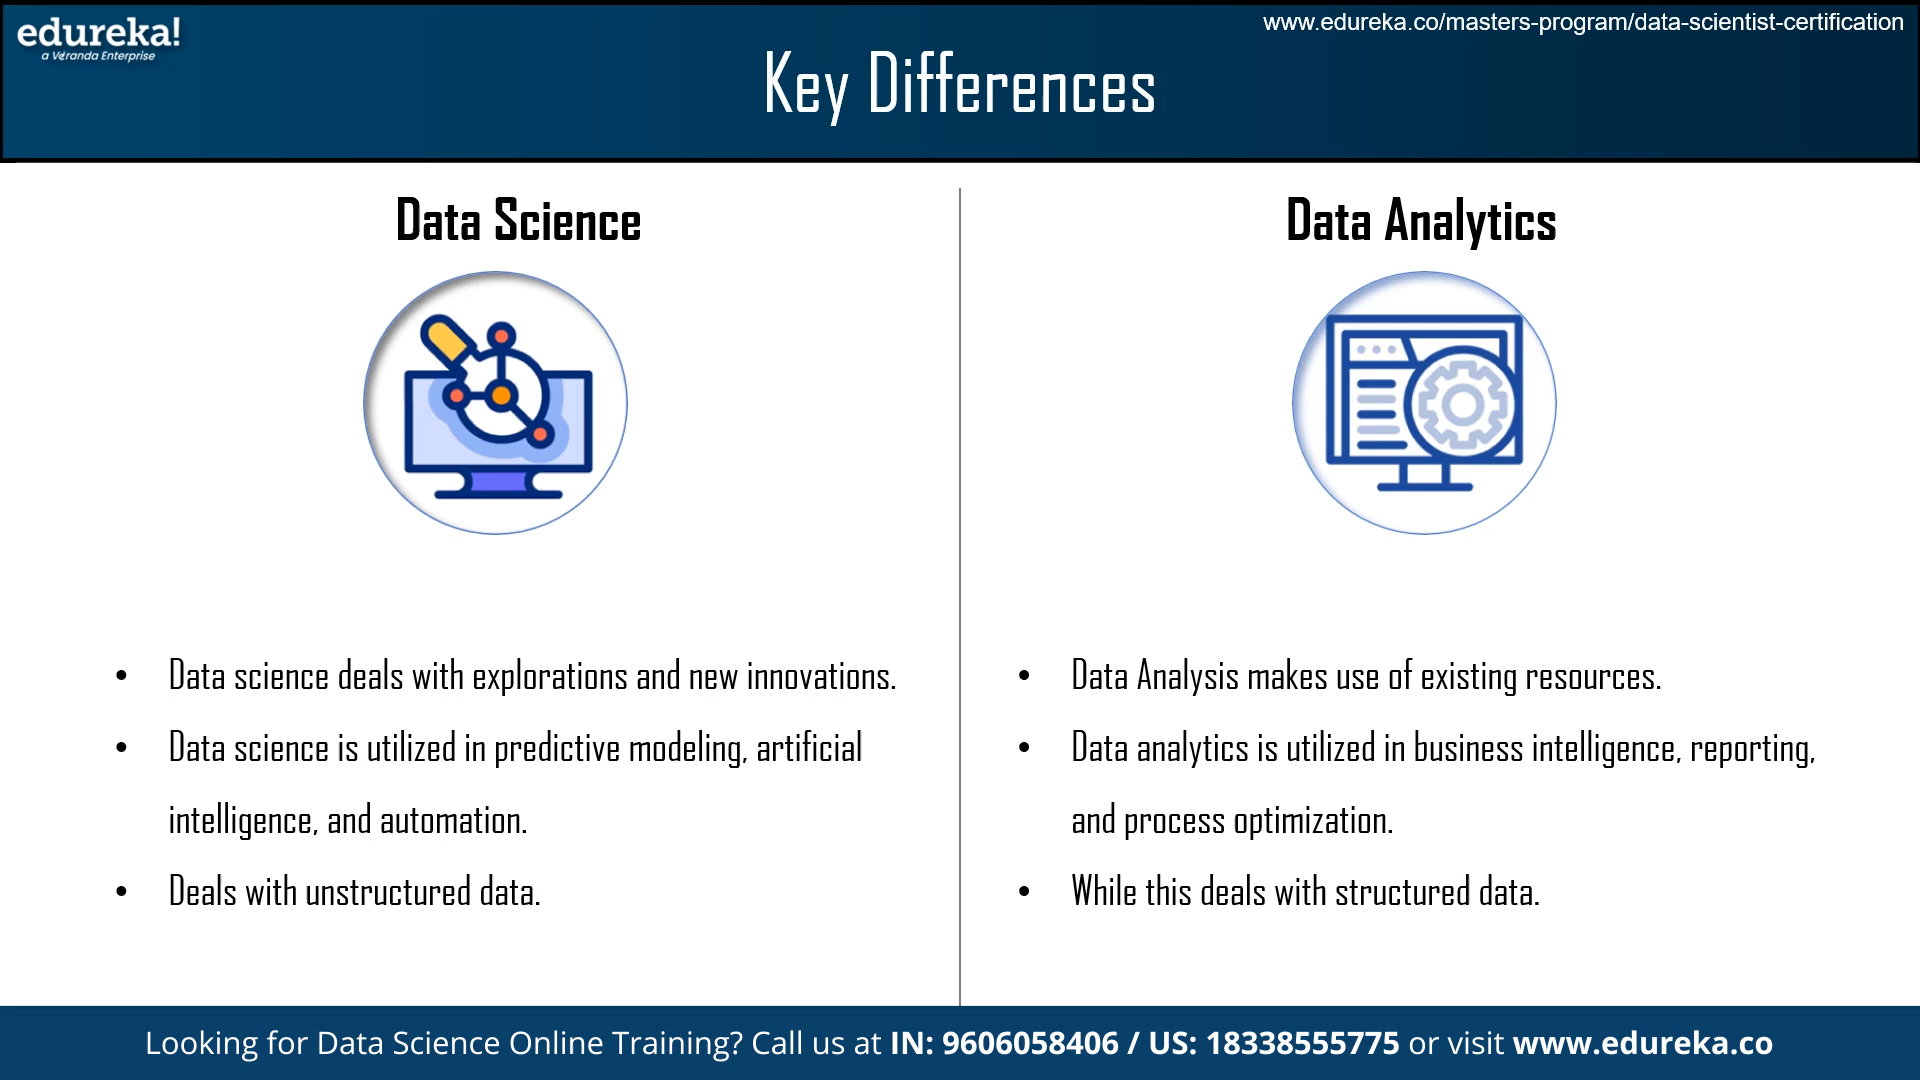 edureka!
a Veranda Enterprise
www.edureka.co/masters-program/data-scientist-certification
Key Differences
Data Science
Data science deals with explorations and new innovations.
Data science is utilized in predictive modeling, artificial
intelligence, and automation.
Deals with unstructured data.
Data Analytics
Data Analysis makes use of existing resources.
Data analytics is utilized in business intelligence, reporting,
and process optimization.
While this deals with structured data.
Looking for Data Science Online Training? Call us at IN: 9606058406 / US: 18338555775 or visit www.edureka.co